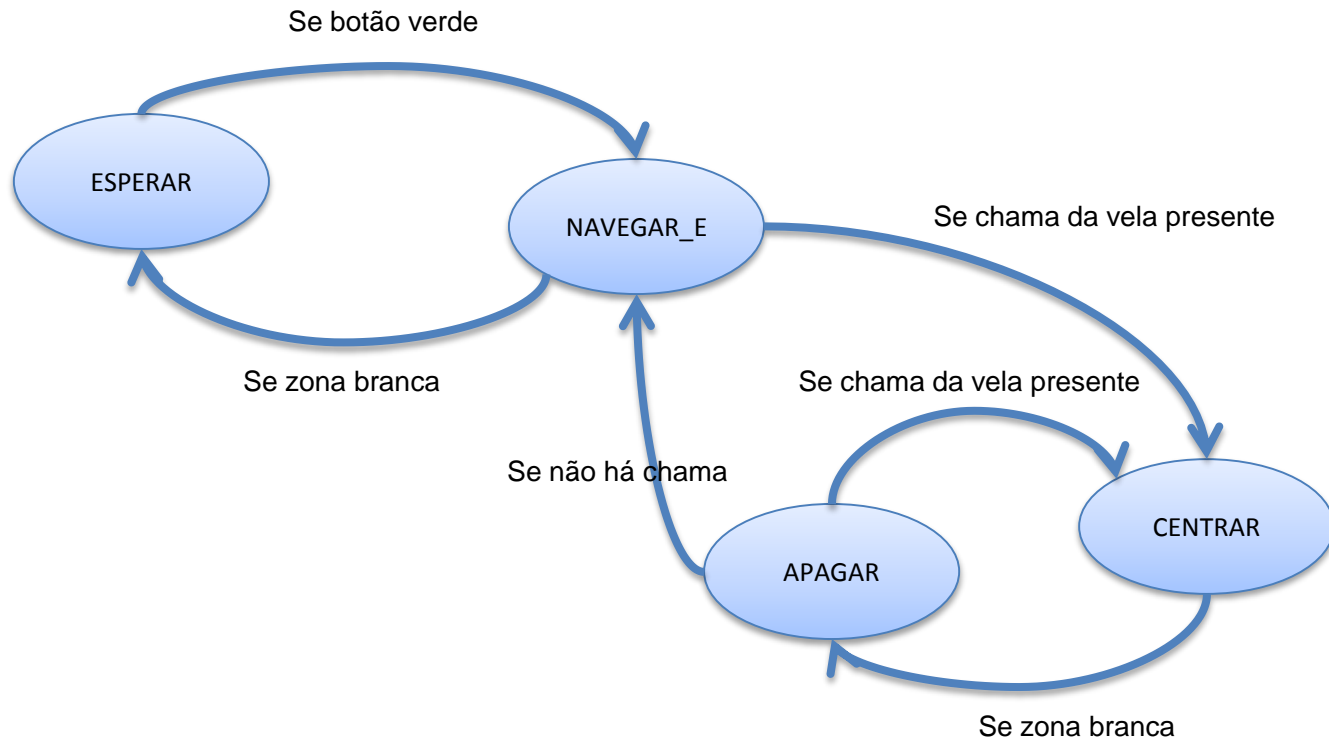 Se botão verde
ESPERAR
NAVEGAR_E
Se chama da vela presente
Se zona branca
Se chama da vela presente
Se não há chama
CENTRAR
APAGAR
Se zona branca